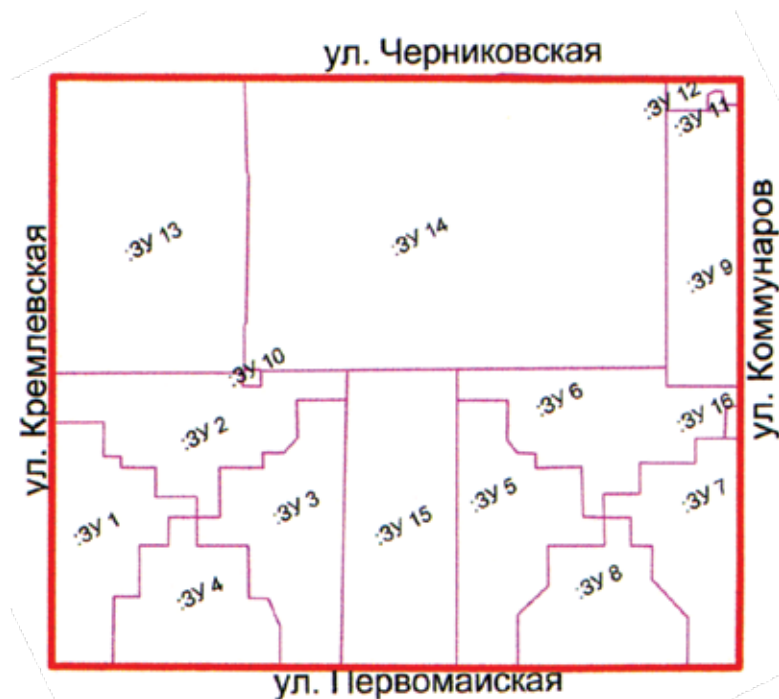 ул. Черниковская
:ЗУ 12
:ЗУ 11
:ЗУ 13
:ЗУ 14
:ЗУ 9
ул. Кремлевская
ул. Коммунаров
:ЗУ 10
:ЗУ 6
:ЗУ 16
:ЗУ 2
:ЗУ 1
:ЗУ 3
:ЗУ 15
:ЗУ 5
:ЗУ 7
:ЗУ 4
:ЗУ 8
ул. Первомайская